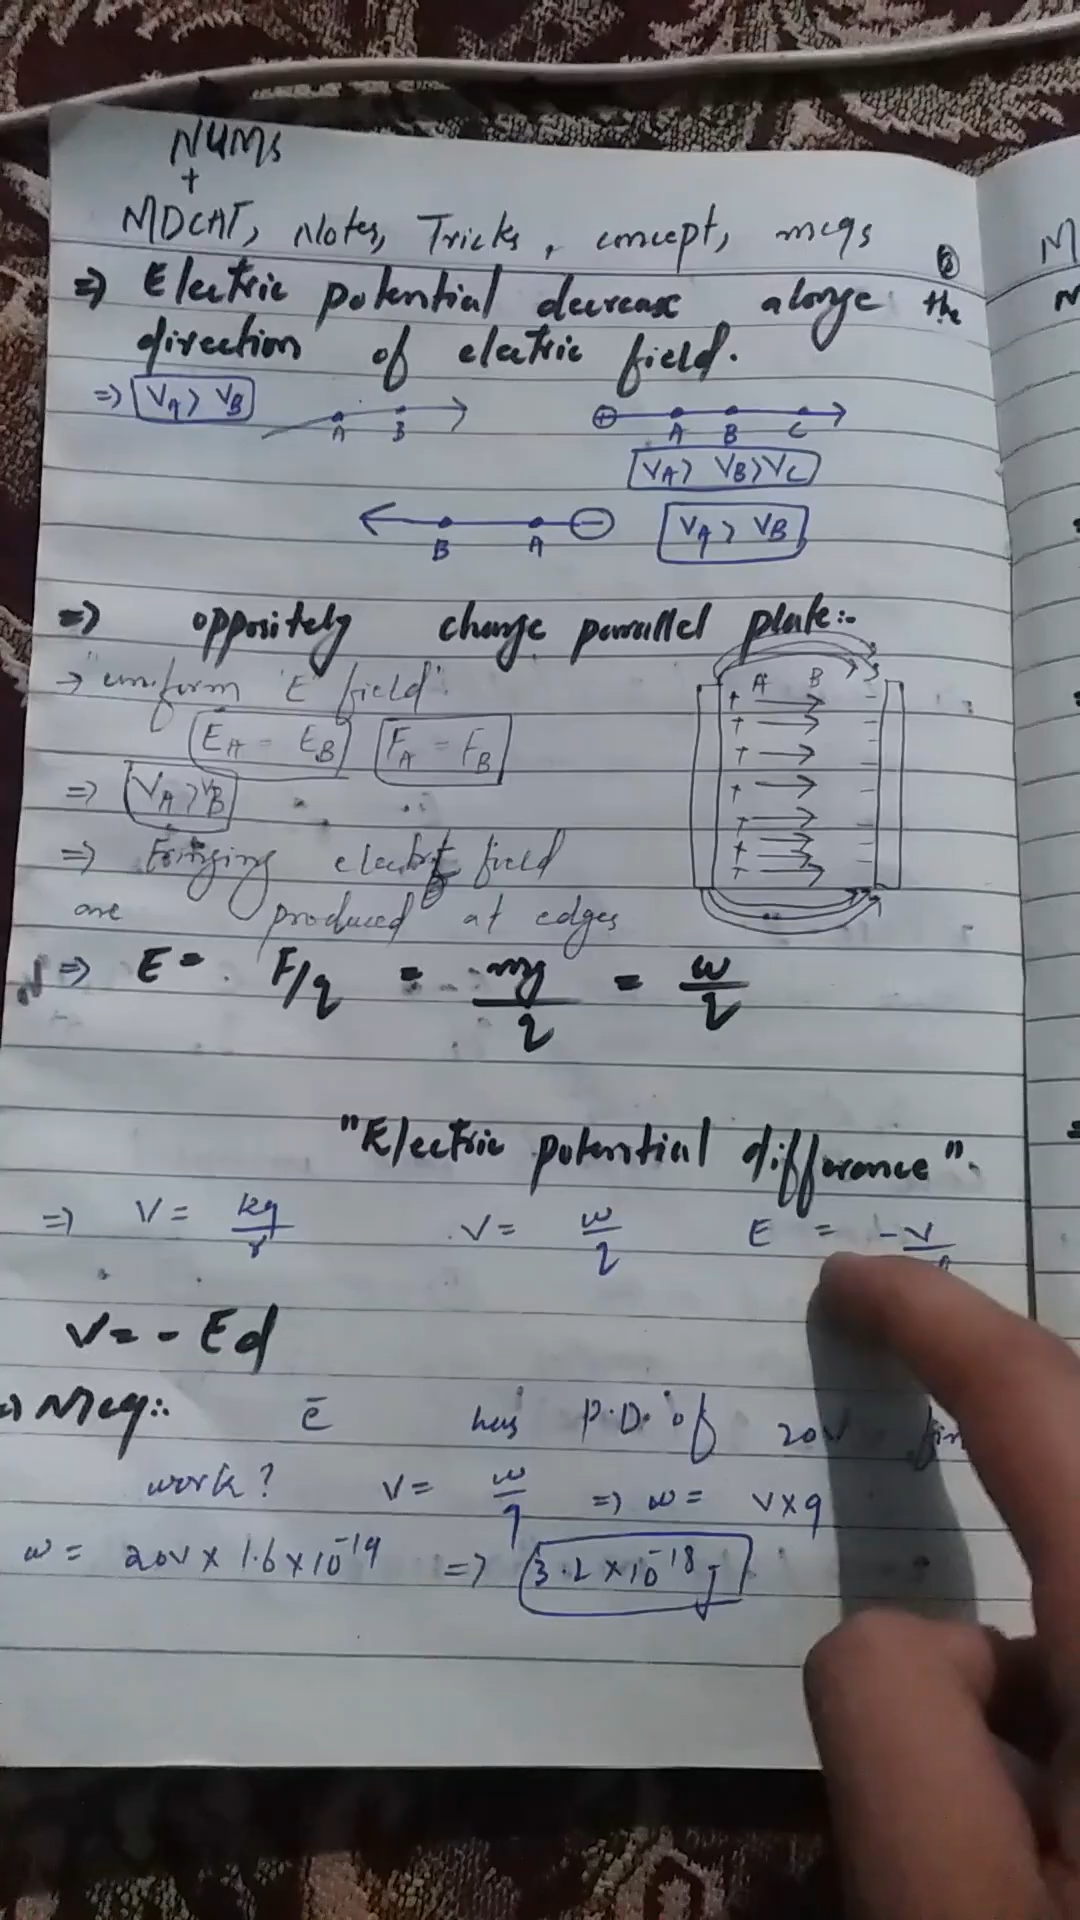 NUMS
+
MDCAT, Notes, Tricks, concept, mcqs
⇒ Electric potential decrease alonge the
direction of electric field.
⇒ VA > VB
A B
+ A B C
VA > VB > VC
B A −
VA > VB
⇒ oppositely charge parrallel plate:-
→ "uniform E field"
A B
EA = EB FA = FB
⇒ VA > VB
⇒ Fringing electric field
are produced at edges
⇒ E = F/q = mg/q = w/q
"Electric potential difference".
⇒ V = kq/r V = w/q E = -V/
V = - Ed
⇒ Mcq:- ē has P.D. of 20V
work? V = w/q ⇒ w = V×q
w = 20V × 1.6×10⁻¹⁹ ⇒ 3.2 × 10⁻¹⁸ J